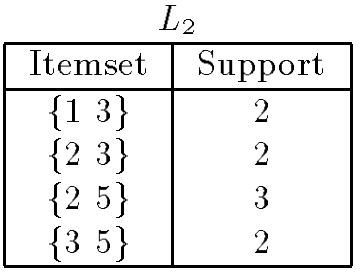 L₂
Itemset Support
{1 3} 2
{2 3} 2
{2 5} 3
{3 5} 2